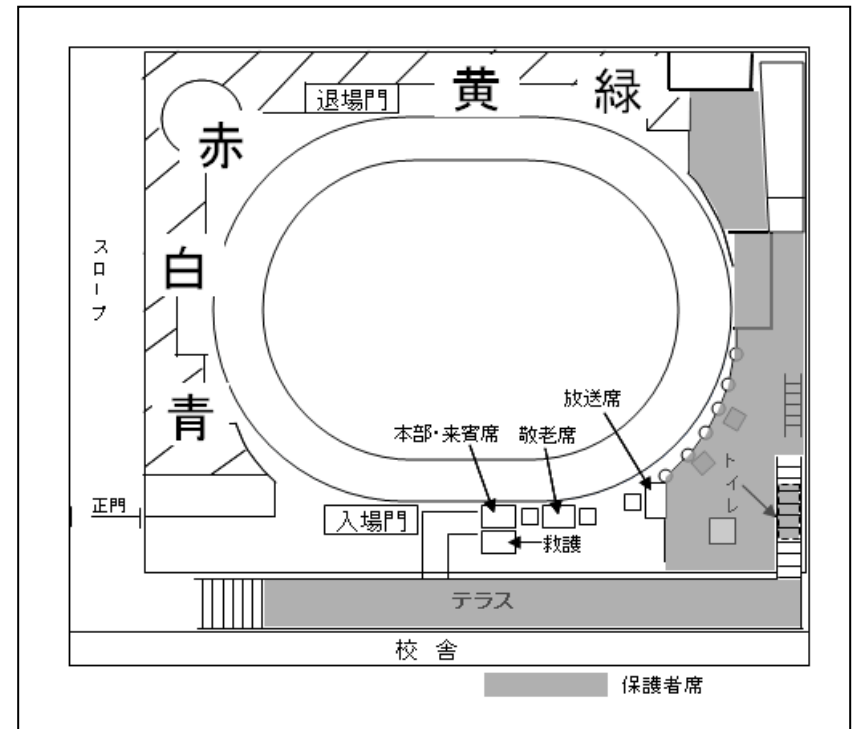 黄
緑
退場門
赤
スロープ
白
青
放送席
本部・来賓席
敬老席
トイレ
正門
入場門
救護
テラス
校舎
保護者席